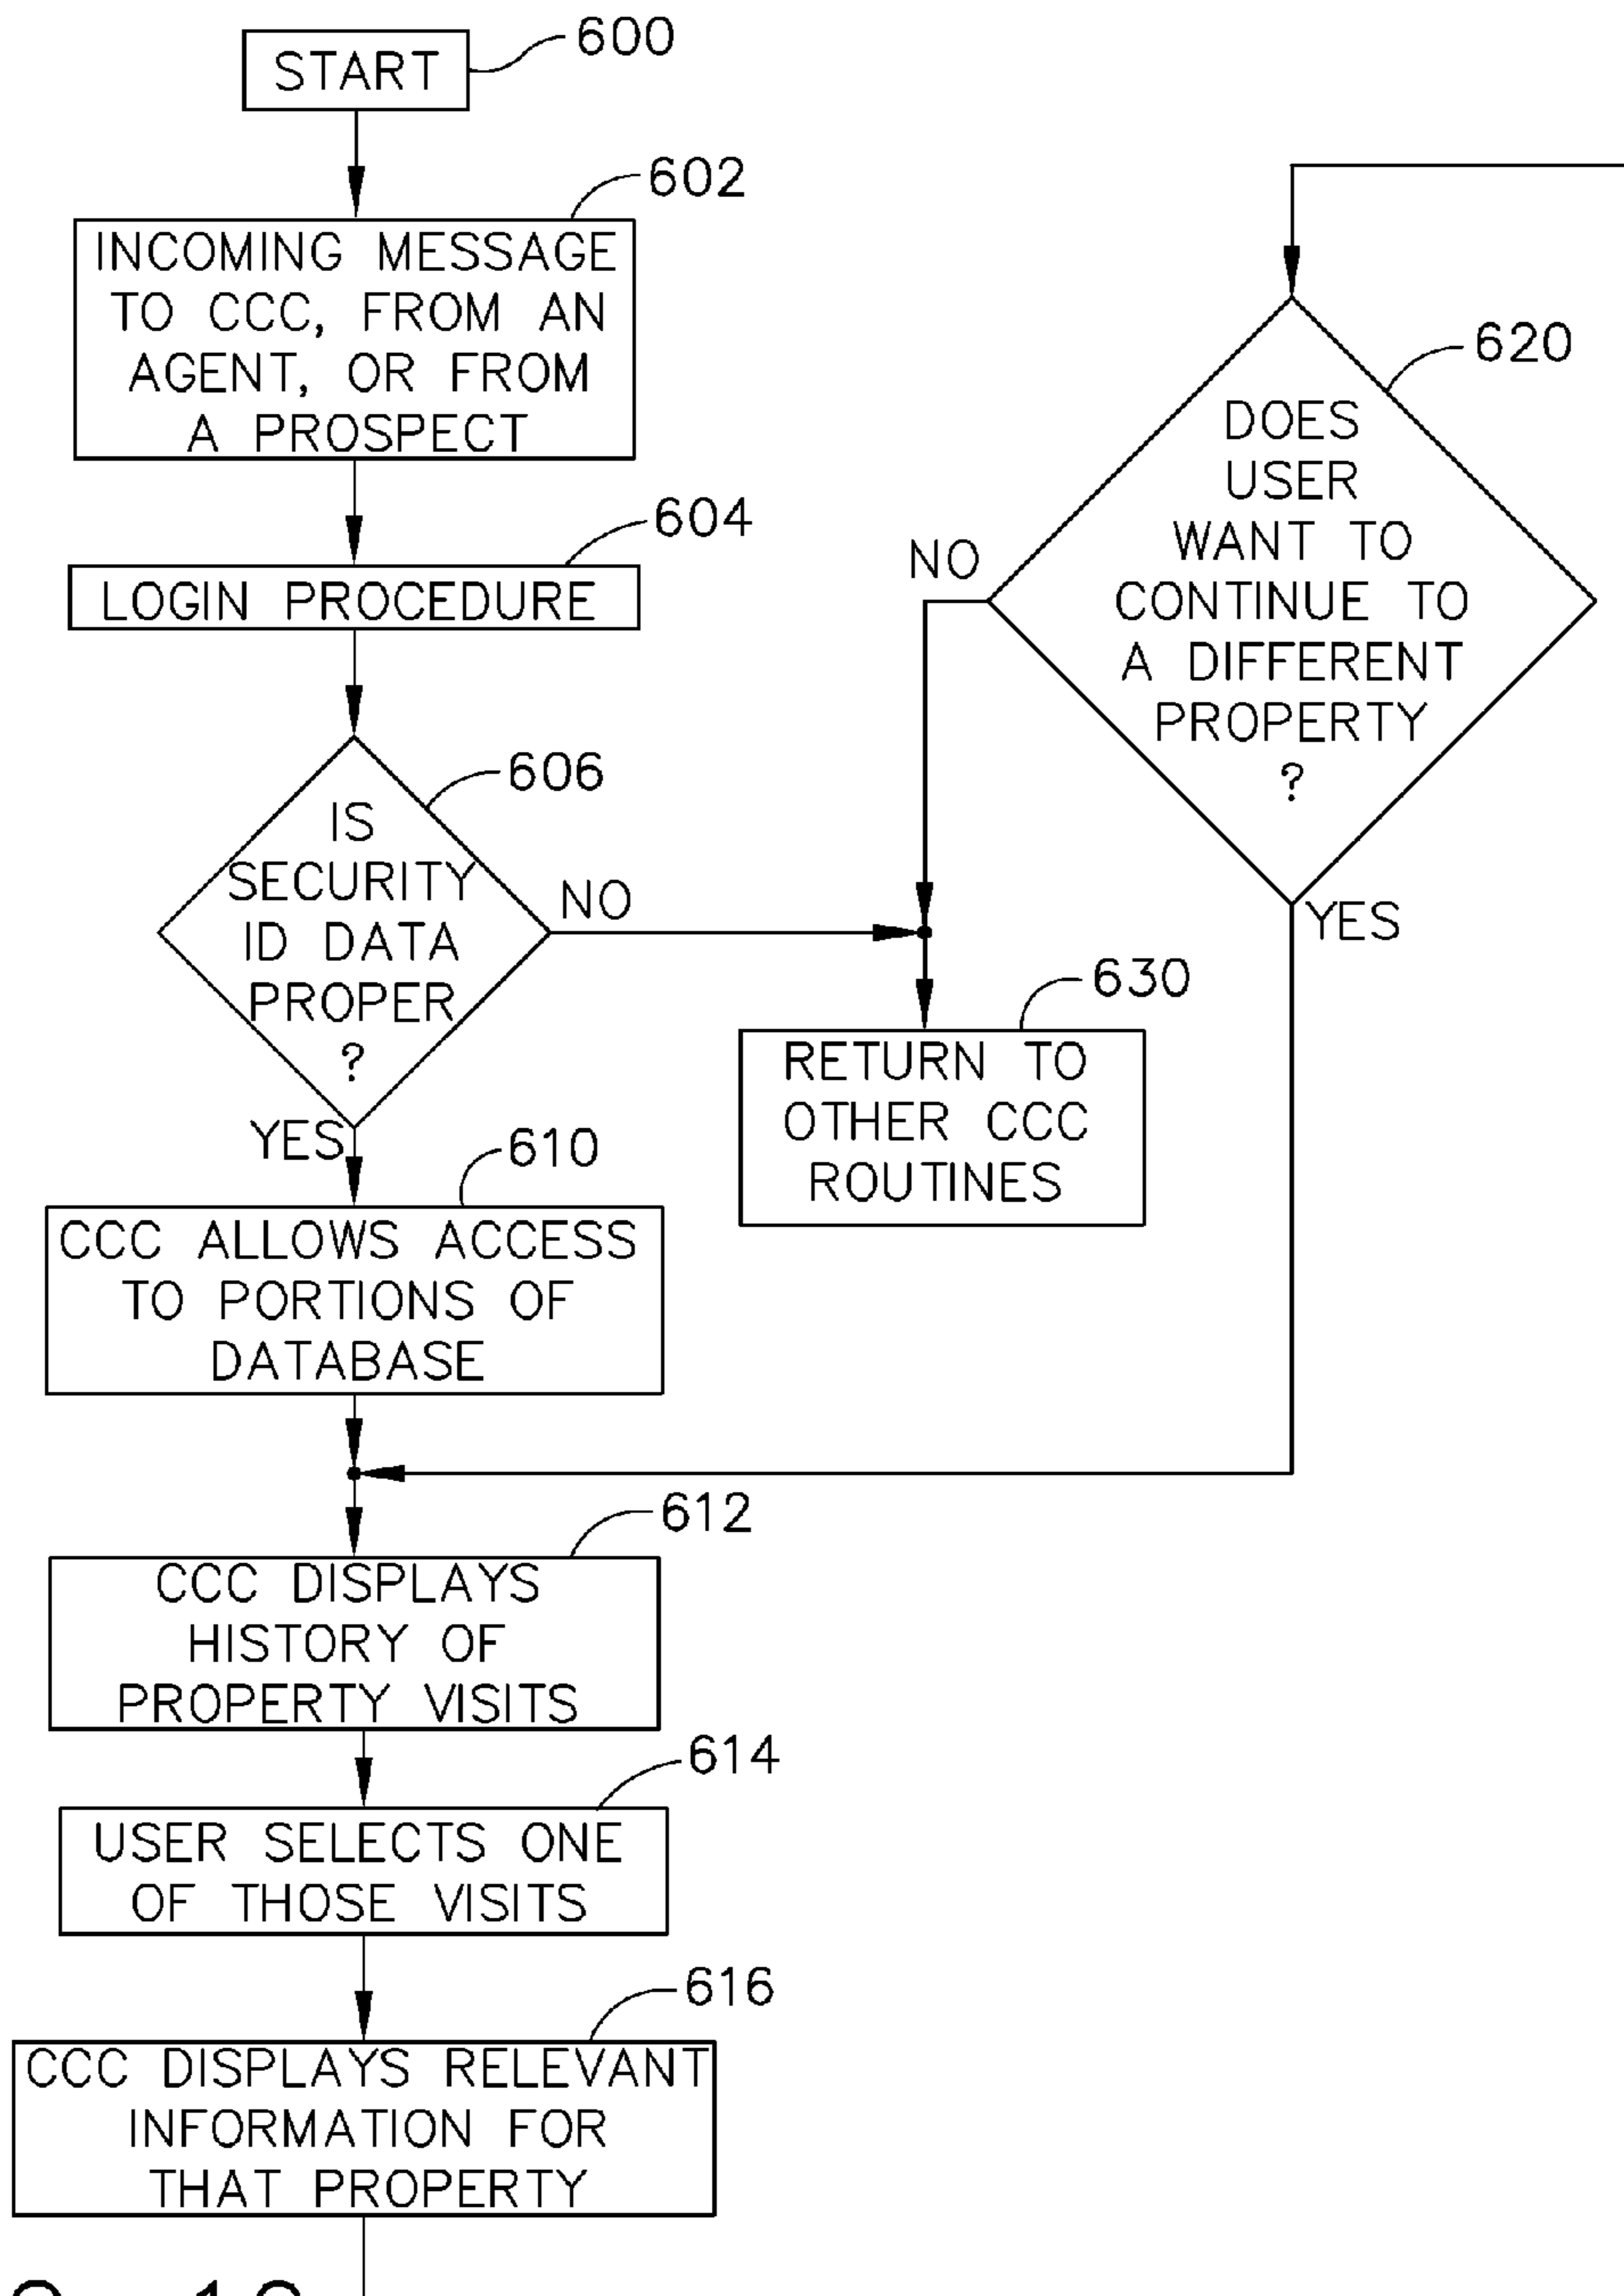 START
600
602
INCOMING MESSAGE
TO CCC, FROM AN
AGENT, OR FROM
A PROSPECT
604
LOGIN PROCEDURE
606
IS
SECURITY
ID DATA
PROPER
?
NO
YES
610
CCC ALLOWS ACCESS
TO PORTIONS OF
DATABASE
612
CCC DISPLAYS
HISTORY OF
PROPERTY VISITS
614
USER SELECTS ONE
OF THOSE VISITS
616
CCC DISPLAYS RELEVANT
INFORMATION FOR
THAT PROPERTY
620
DOES
USER
WANT TO
CONTINUE TO
A DIFFERENT
PROPERTY
?
NO
YES
630
RETURN TO
OTHER CCC
ROUTINES